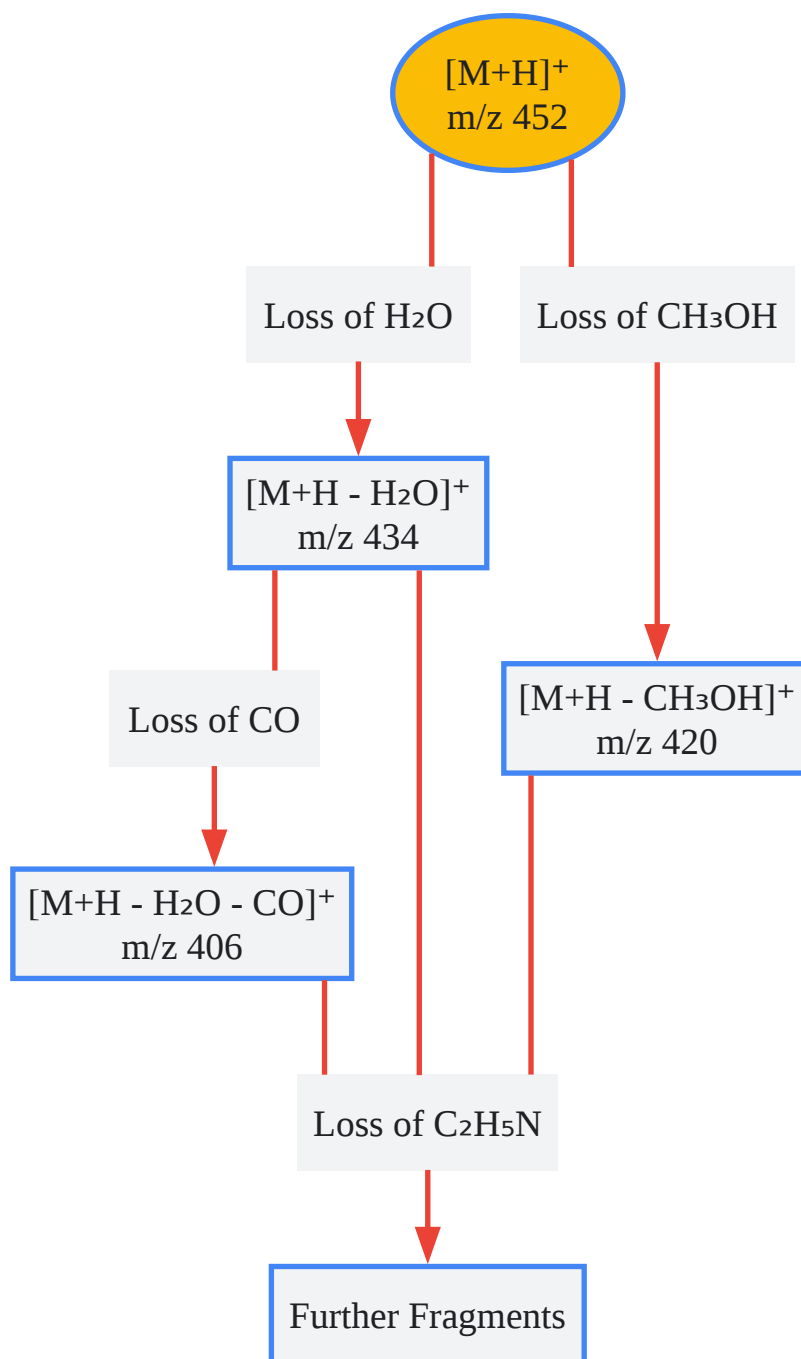 [M+H]⁺
m/z 452
Loss of H₂O
Loss of CH₃OH
[M+H - H₂O]⁺
m/z 434
[M+H - CH₃OH]⁺
m/z 420
Loss of CO
[M+H - H₂O - CO]⁺
m/z 406
Loss of C₂H₅N
Further Fragments